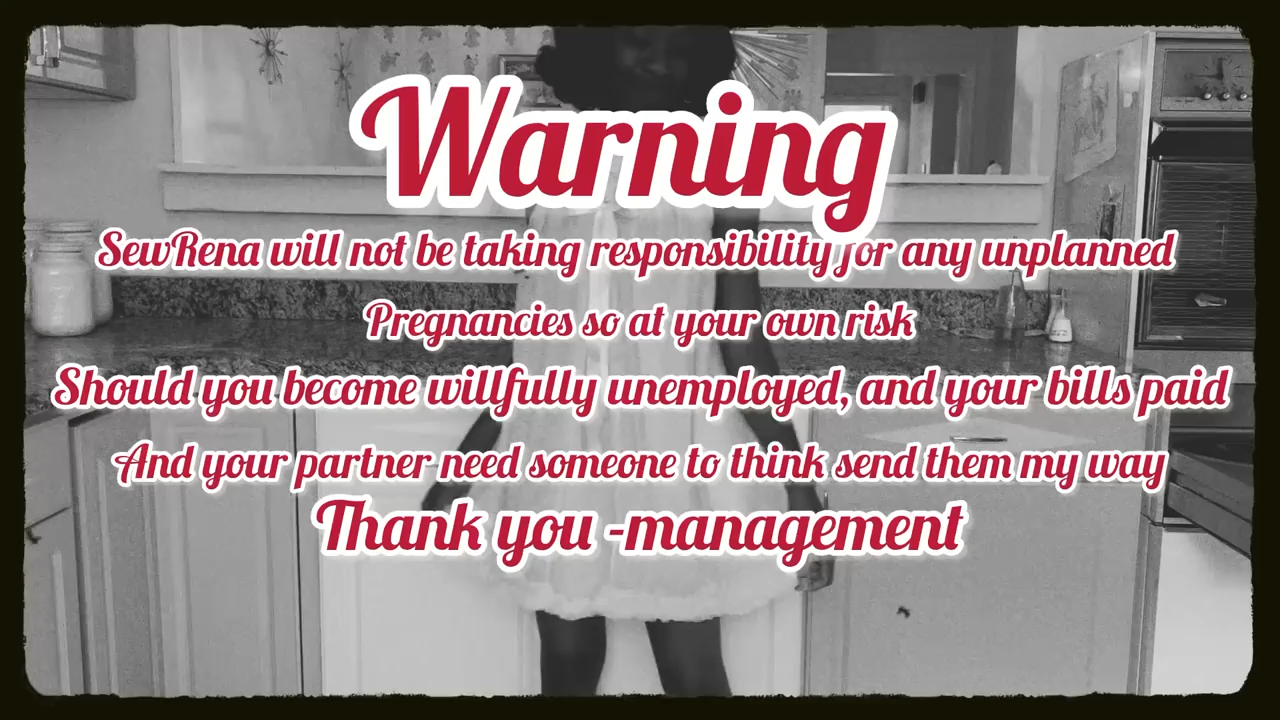 Warning
SewRena will not be taking responsibility for any unplanned
Pregnancies so at your own risk
Should you become willfully unemployed, and your bills paid
And your partner need someone to think send them my way
Thank you -management